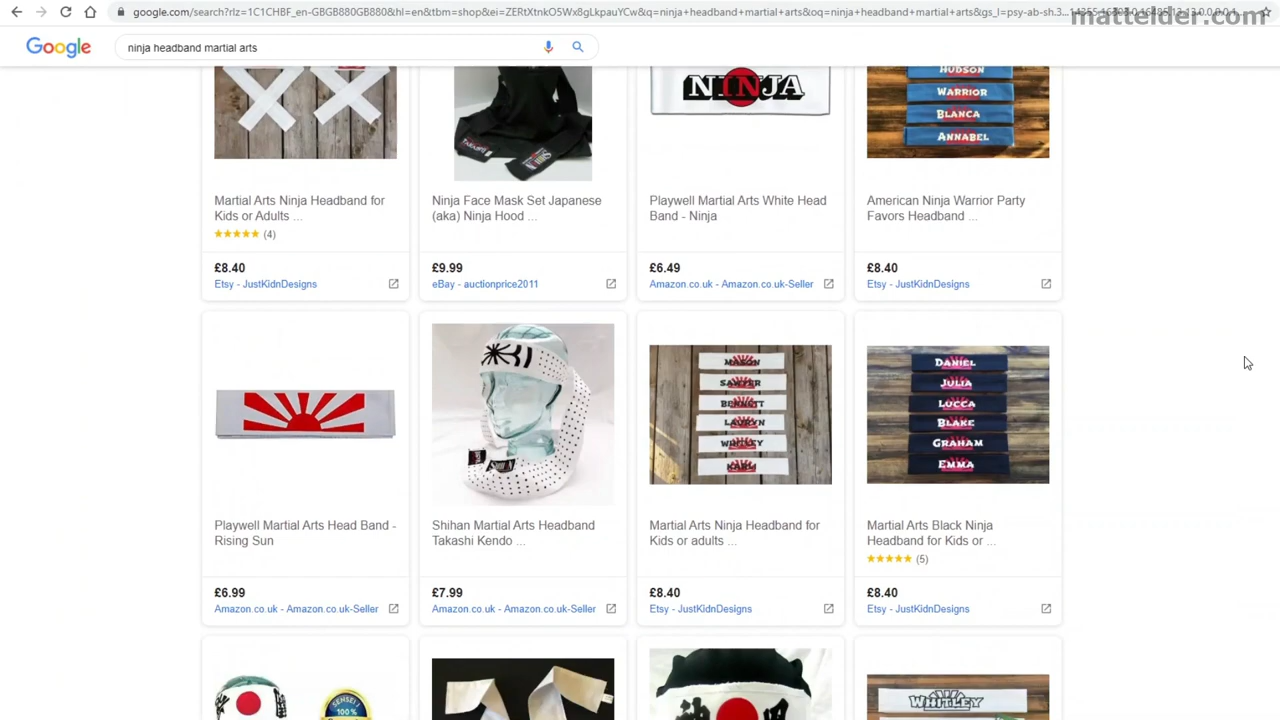 google.com/search?rlz=1C1CHBF_en-GBGB880GB880&hl=en&tbm=shop&ei=ZERtXtnkO5Wx8gLkpauYCw&q=ninja+headband+martial+arts&oq=ninja+headband+martial+arts&gs_l=psy-ab-sh.3...
mattelder.com
Google
ninja headband martial arts
NINJA
HUDSON
WARRIOR
BLANCA
ANNABEL
Martial Arts Ninja Headband for
Kids or Adults ...
(4)
£8.40
Etsy - JustKidnDesigns
Ninja Face Mask Set Japanese
(aka) Ninja Hood ...
£9.99
eBay - auctionprice2011
Playwell Martial Arts White Head
Band - Ninja
£6.49
Amazon.co.uk - Amazon.co.uk-Seller
American Ninja Warrior Party
Favors Headband ...
£8.40
Etsy - JustKidnDesigns
MASON
SAWYER
BENNETT
LAURYN
WHITLEY
KARLI
DANIEL
JULIA
LUCCA
BLAKE
GRAHAM
EMMA
Playwell Martial Arts Head Band -
Rising Sun
£6.99
Amazon.co.uk - Amazon.co.uk-Seller
Shihan Martial Arts Headband
Takashi Kendo ...
£7.99
Amazon.co.uk - Amazon.co.uk-Seller
Martial Arts Ninja Headband for
Kids or adults ...
£8.40
Etsy - JustKidnDesigns
Martial Arts Black Ninja
Headband for Kids or ...
(5)
£8.40
Etsy - JustKidnDesigns
SENSEI
100 %
WHITLEY